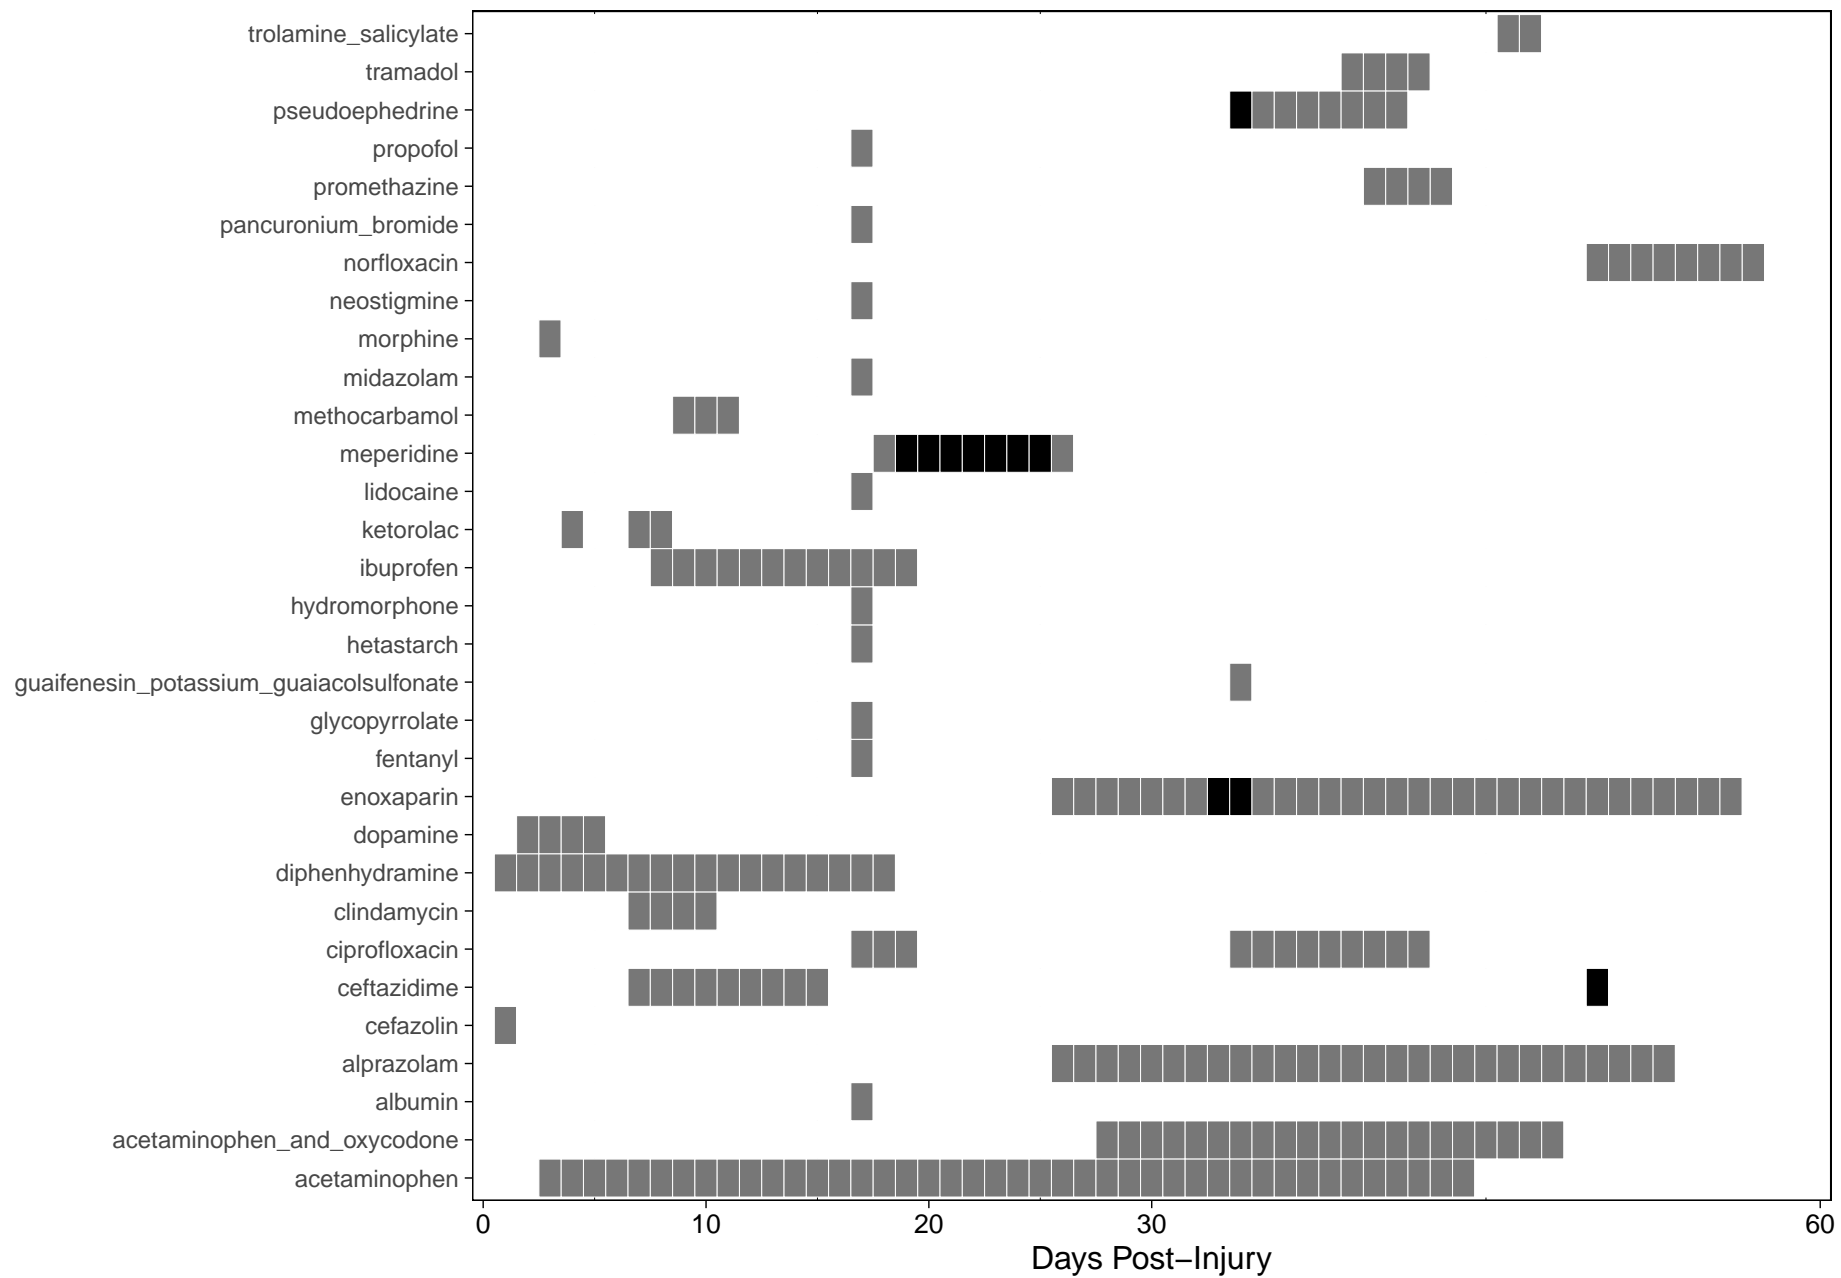 trolamine_salicylate
tramadol
pseudoephedrine
propofol
promethazine
pancuronium_bromide
norfloxacin
neostigmine
morphine
midazolam
methocarbamol
meperidine
lidocaine
ketorolac
ibuprofen
hydromorphone
hetastarch
guaifenesin_potassium_guaiacolsulfonate
glycopyrrolate
fentanyl
enoxaparin
dopamine
diphenhydramine
clindamycin
ciprofloxacin
ceftazidime
cefazolin
alprazolam
albumin
acetaminophen_and_oxycodone
acetaminophen
0 10 20 30 60
Days Post−Injury